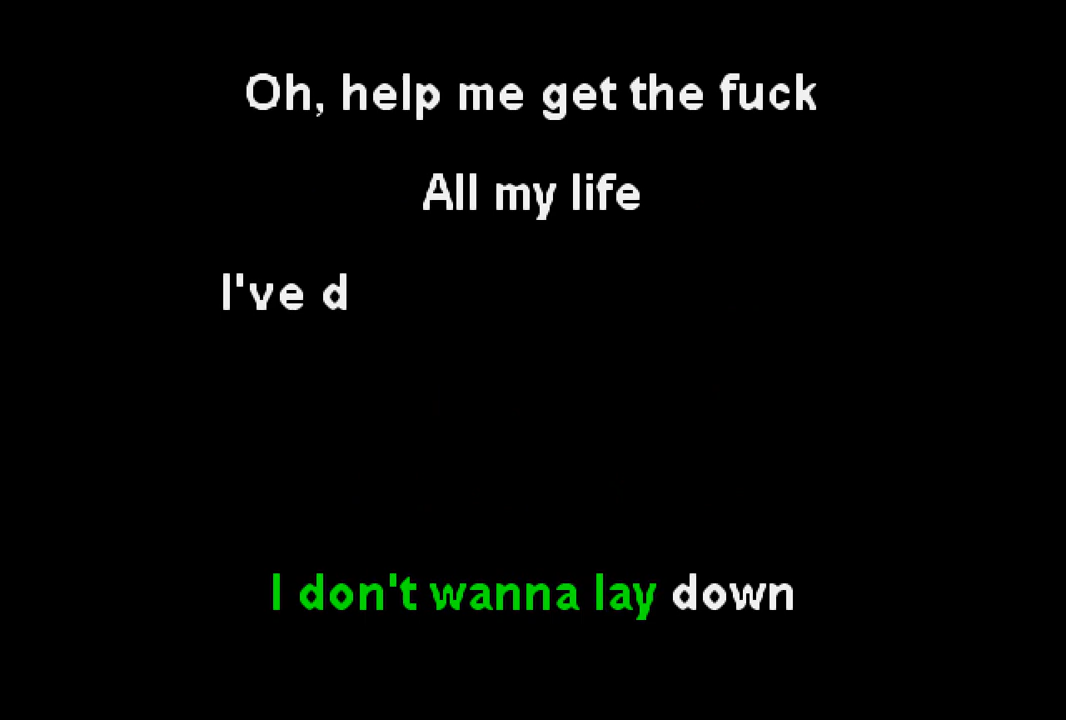 Oh, help me get the fuck
All my life
I've d
I don't wanna lay down